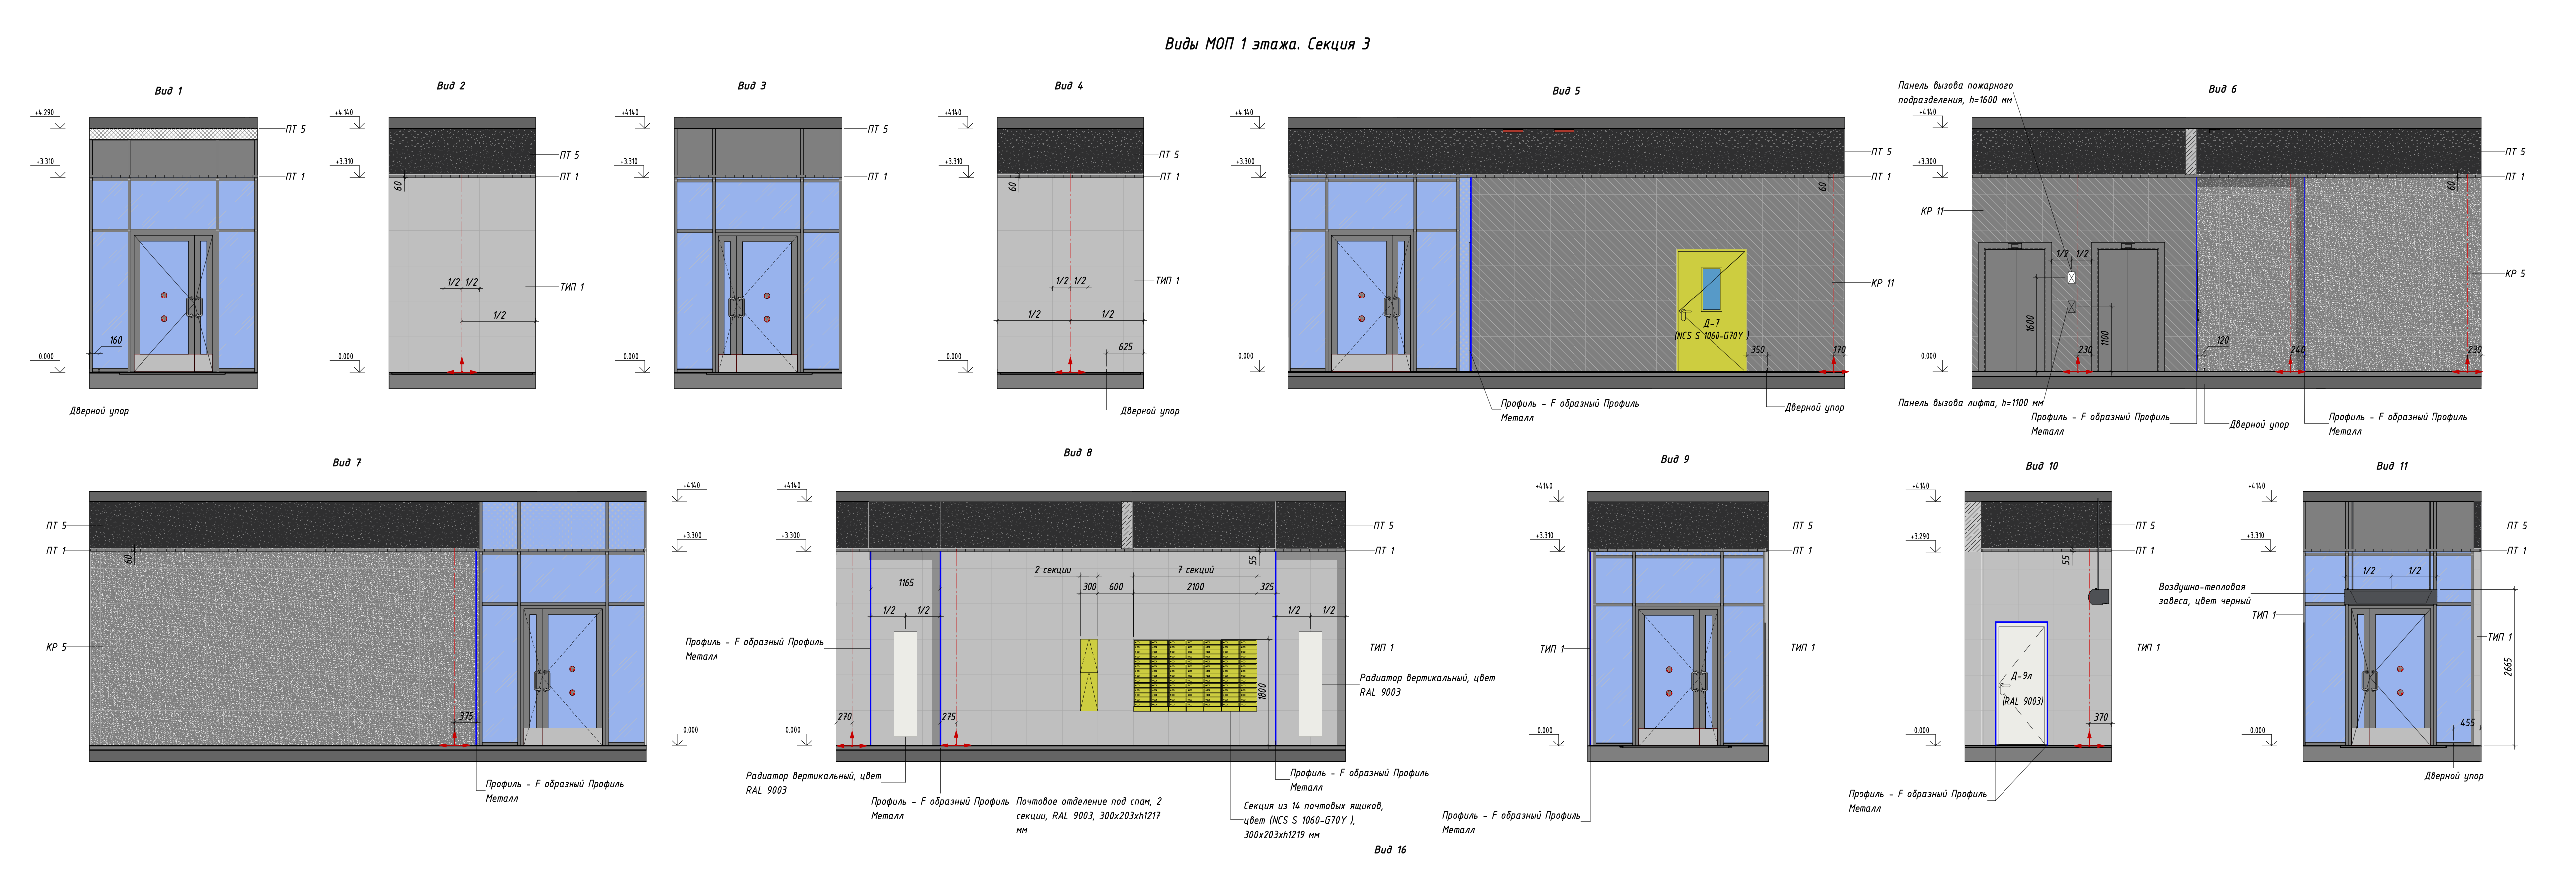 Виды МОП 1 этажа. Секция 3
Вид 1
+4.290
ПТ 5
+3.310
ПТ 1
160
0.000
Дверной упор
Вид 2
+4.140
ПТ 5
+3.310
ПТ 1
60
1/2 1/2
ТИП 1
1/2
0.000
Вид 3
+4.140
ПТ 5
+3.310
ПТ 1
0.000
Вид 4
+4.140
ПТ 5
+3.310
ПТ 1
60
1/2 1/2
ТИП 1
1/2 1/2
625
0.000
Дверной упор
Вид 5
+4.140
ПТ 5
+3.300
ПТ 1
60
КР 11
Д-7
(NCS S 1060-G70Y )
350
170
0.000
Профиль - F образный Профиль
Металл
Дверной упор
Вид 6
Панель вызова пожарного
подразделения, h=1600 мм
+4.140
ПТ 5
+3.300
ПТ 1
60
КР 11
1/2 1/2
КР 5
1600
1100
230
120
240
230
0.000
Панель вызова лифта, h=1100 мм
Профиль - F образный Профиль
Металл
Дверной упор
Профиль - F образный Профиль
Металл
Вид 7
+4.140
ПТ 5
ПТ 1
60
+3.300
КР 5
375
0.000
Профиль - F образный Профиль
Металл
Вид 8
+4.140
ПТ 5
+3.300
ПТ 1
55
2 секции
7 секций
1165
300
600
2100
325
1/2 1/2
1/2 1/2
Профиль - F образный Профиль
Металл
ТИП 1
Радиатор вертикальный, цвет
RAL 9003
1800
270
275
0.000
Радиатор вертикальный, цвет
RAL 9003
Профиль - F образный Профиль
Металл
Почтовое отделение под спам, 2
секции, RAL 9003, 300х203хh1217
мм
Профиль - F образный Профиль
Металл
Секция из 14 почтовых ящиков,
цвет (NCS S 1060-G70Y ),
300х203хh1219 мм
Вид 9
+4.140
ПТ 5
+3.310
ПТ 1
ТИП 1
ТИП 1
0.000
Профиль - F образный Профиль
Металл
Вид 10
+4.140
ПТ 5
+3.290
ПТ 1
55
ТИП 1
Д-9л
(RAL 9003)
370
0.000
Профиль - F образный Профиль
Металл
Вид 11
+4.140
ПТ 5
+3.310
ПТ 1
1/2 1/2
Воздушно-тепловая
завеса, цвет черный
ТИП 1
ТИП 1
2665
455
0.000
Дверной упор
Вид 16